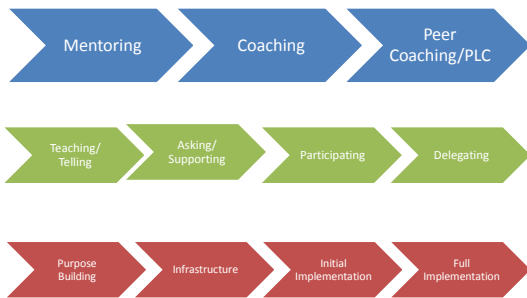 Mentoring
Coaching
Peer
Coaching/PLC
Teaching/
Telling
Asking/
Supporting
Participating
Delegating
Purpose
Building
Infrastructure
Initial
Implementation
Full
Implementation